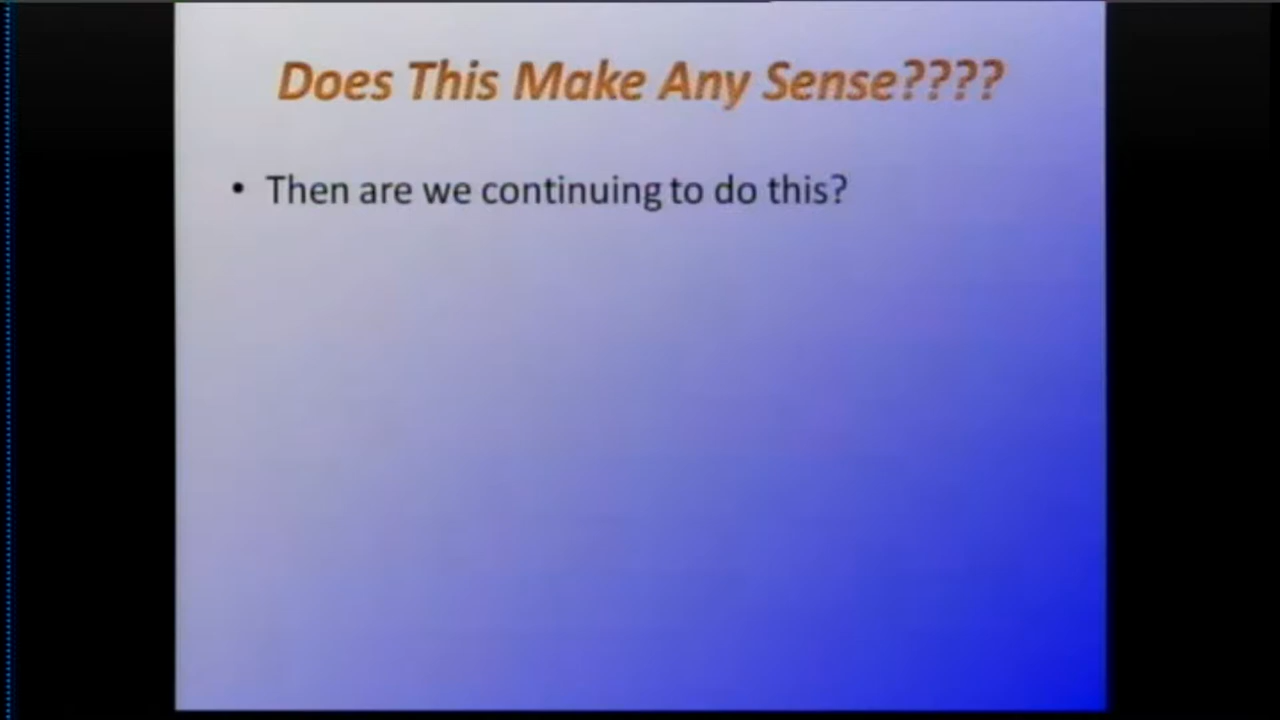 Does This Make Any Sense????
• Then are we continuing to do this?